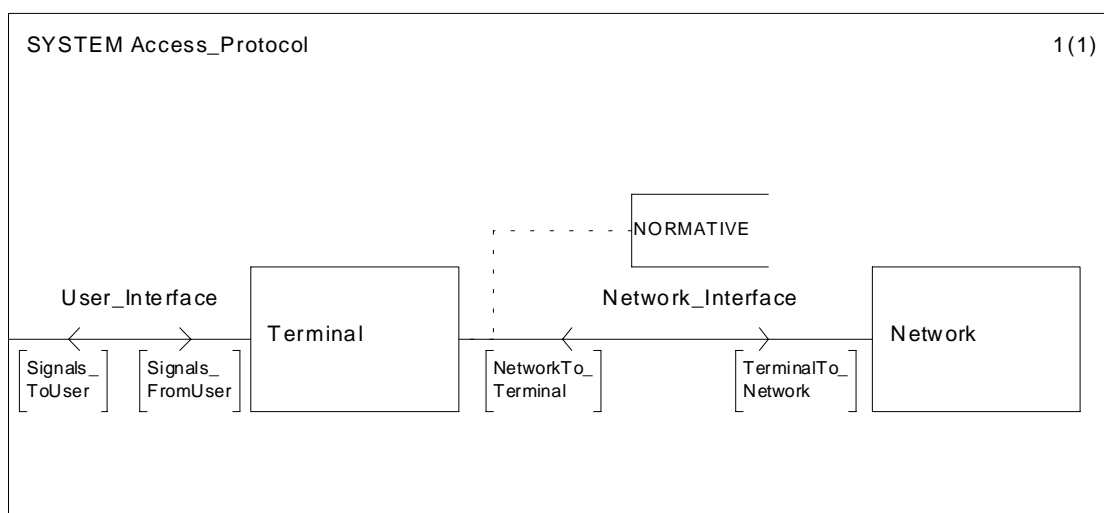 SYSTEM Access_Protocol
1(1)
NORMATIVE
User_Interface
Network_Interface
Terminal
Network
Signals_
ToUser
Signals_
FromUser
NetworkTo_
Terminal
TerminalTo_
Network